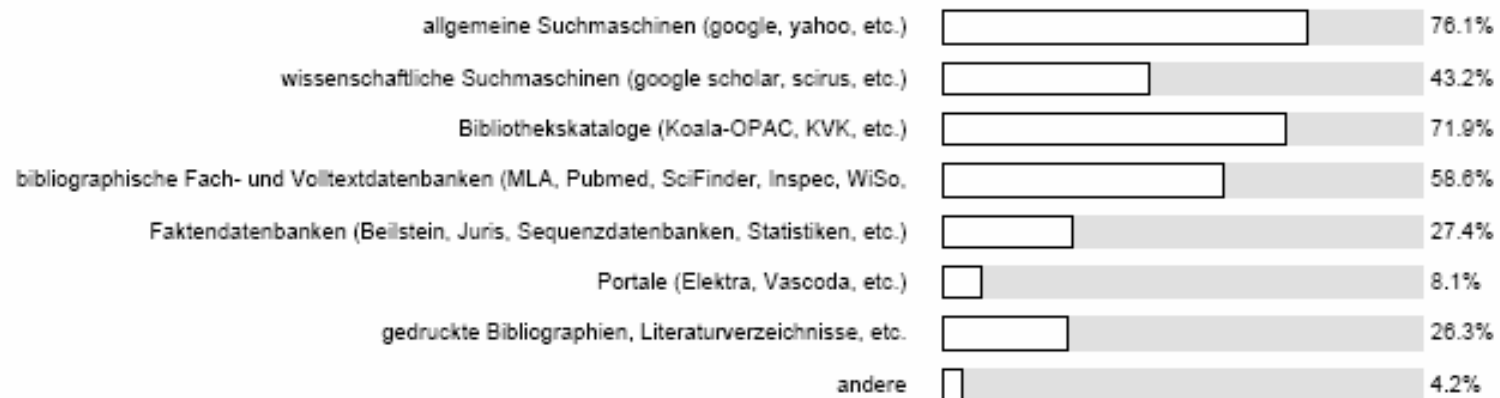 allgemeine Suchmaschinen (google, yahoo, etc.) 76.1%
wissenschaftliche Suchmaschinen (google scholar, scirus, etc.) 43.2%
Bibliothekskataloge (Koala-OPAC, KVK, etc.) 71.9%
bibliographische Fach- und Volltextdatenbanken (MLA, Pubmed, SciFinder, Inspec, WiSo, 58.6%
Faktendatenbanken (Beilstein, Juris, Sequenzdatenbanken, Statistiken, etc.) 27.4%
Portale (Elektra, Vascoda, etc.) 8.1%
gedruckte Bibliographien, Literaturverzeichnisse, etc. 26.3%
andere 4.2%